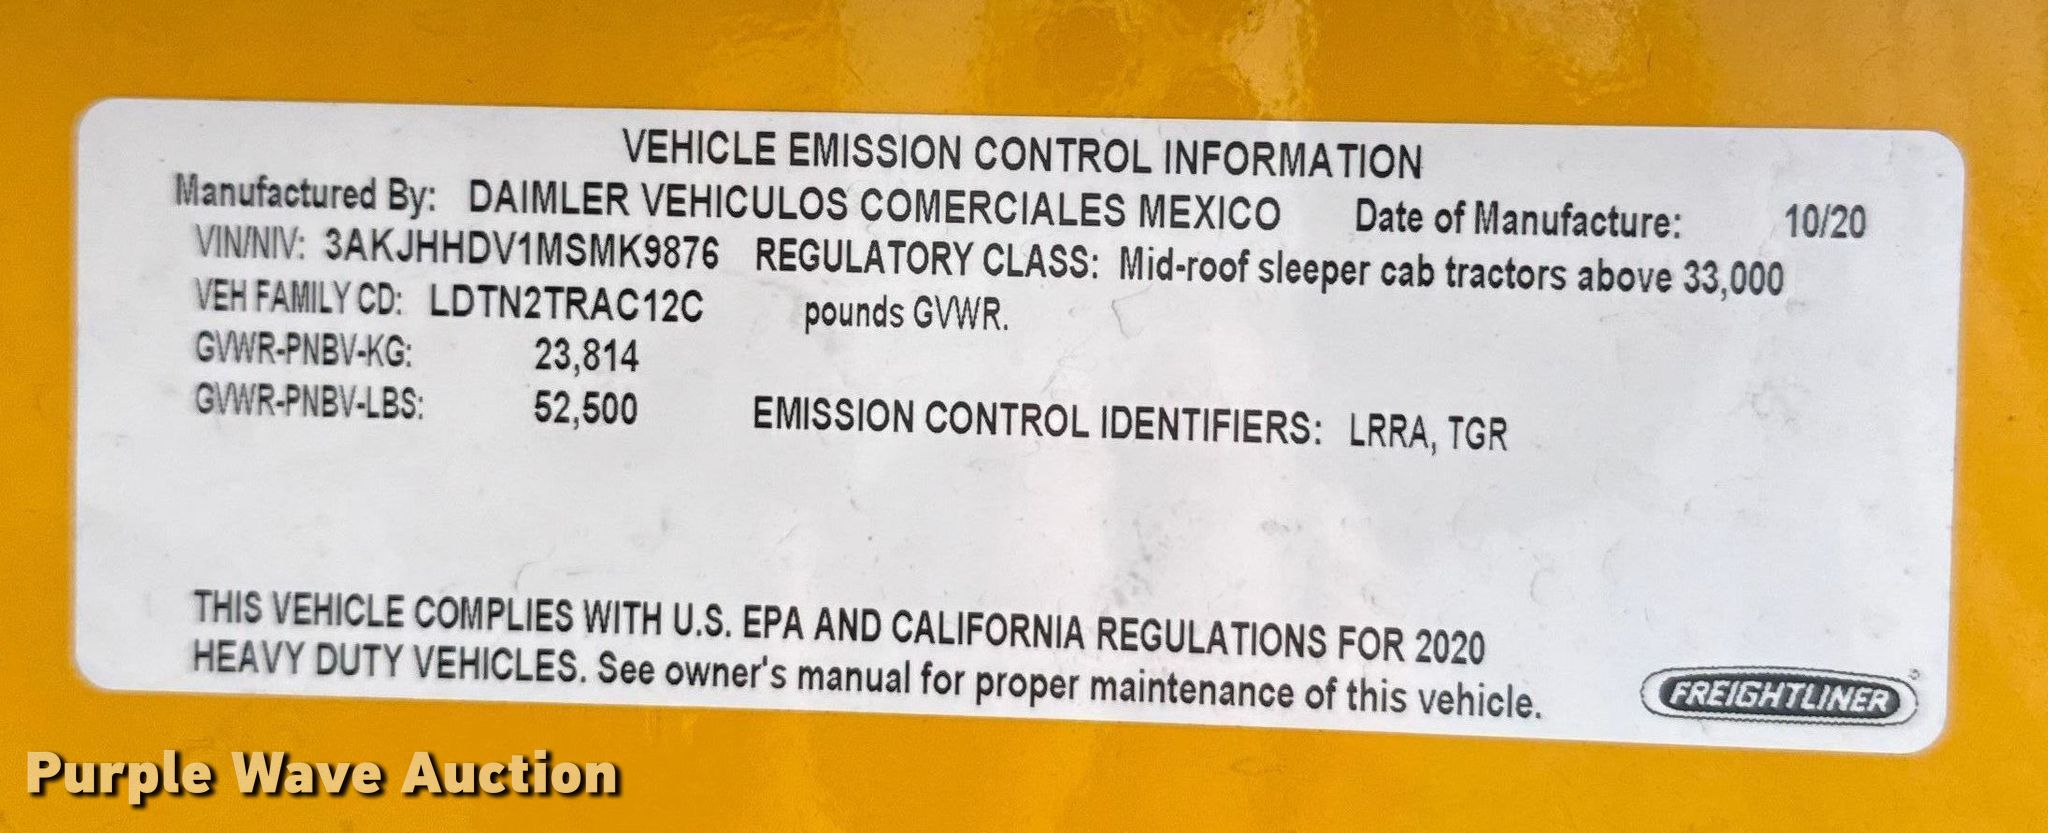 VEHICLE EMISSION CONTROL INFORMATION
Manufactured By: DAIMLER VEHICULOS COMERCIALES MEXICO Date of Manufacture: 10/20
VIN/NIV: 3AKJHHDV1MSMK9876 REGULATORY CLASS: Mid-roof sleeper cab tractors above 33,000
VEH FAMILY CD: LDTN2TRAC12C pounds GVWR.
GVWR-PNBV-KG: 23,814
GVWR-PNBV-LBS: 52,500 EMISSION CONTROL IDENTIFIERS: LRRA, TGR
THIS VEHICLE COMPLIES WITH U.S. EPA AND CALIFORNIA REGULATIONS FOR 2020
HEAVY DUTY VEHICLES. See owner's manual for proper maintenance of this vehicle.
FREIGHTLINER
Purple Wave Auction